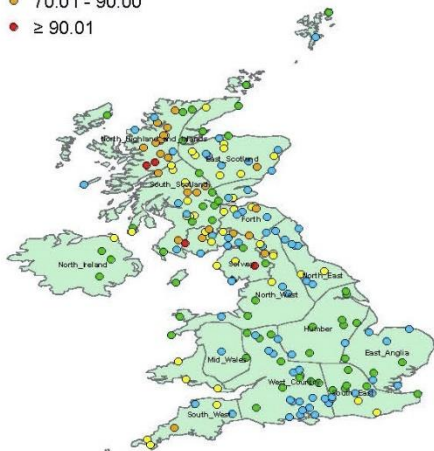 70.01 - 90.00
≥ 90.01
North_Highland_and_Islands
East_Scotland
South_Scotland
Forth
North_Ireland
Solway
North_East
North_West
Humber
East_Anglia
Mid_Wales
West_Country
South_East
South_West